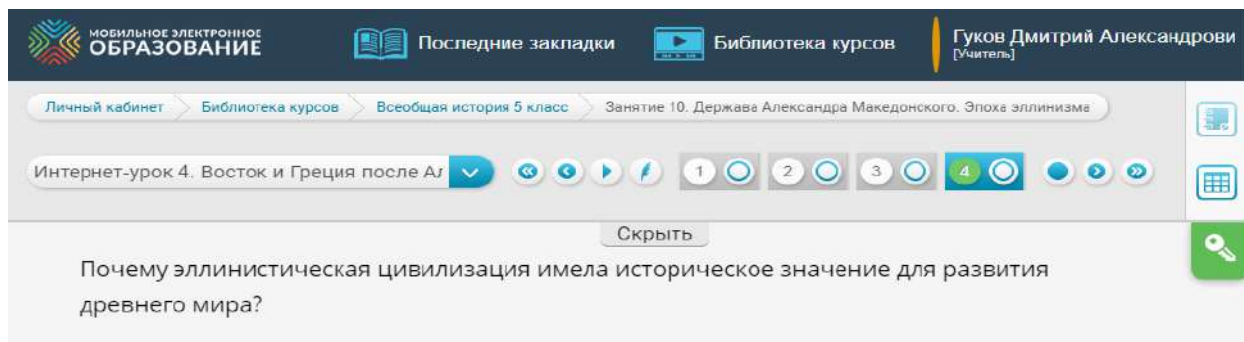 МОБИЛЬНОЕ ЭЛЕКТРОННОЕ
ОБРАЗОВАНИЕ
Последние закладки
Библиотека курсов
Гуков Дмитрий Александрови
[Учитель]
Личный кабинет
Библиотека курсов
Всеобщая история 5 класс
Занятие 10. Держава Александра Македонского. Эпоха эллинизма
Интернет-урок 4. Восток и Греция после Ал
1
2
3
4
Скрыть
Почему эллинистическая цивилизация имела историческое значение для развития
древнего мира?